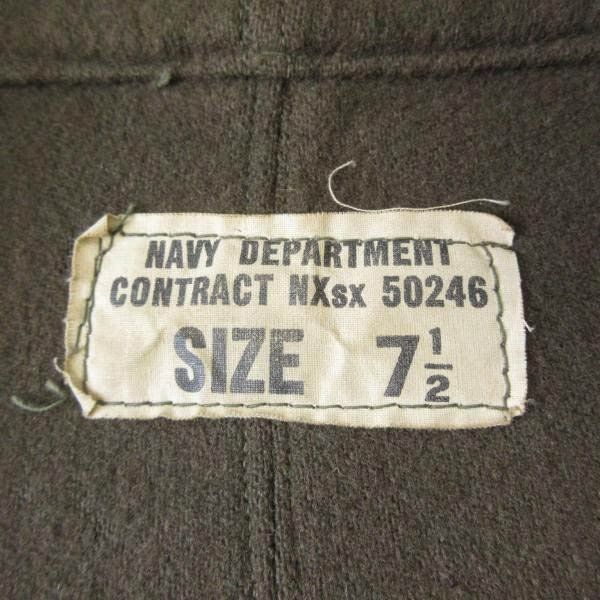 NAVY DEPARTMENT
CONTRACT NXsx 50246
SIZE 7 1/2